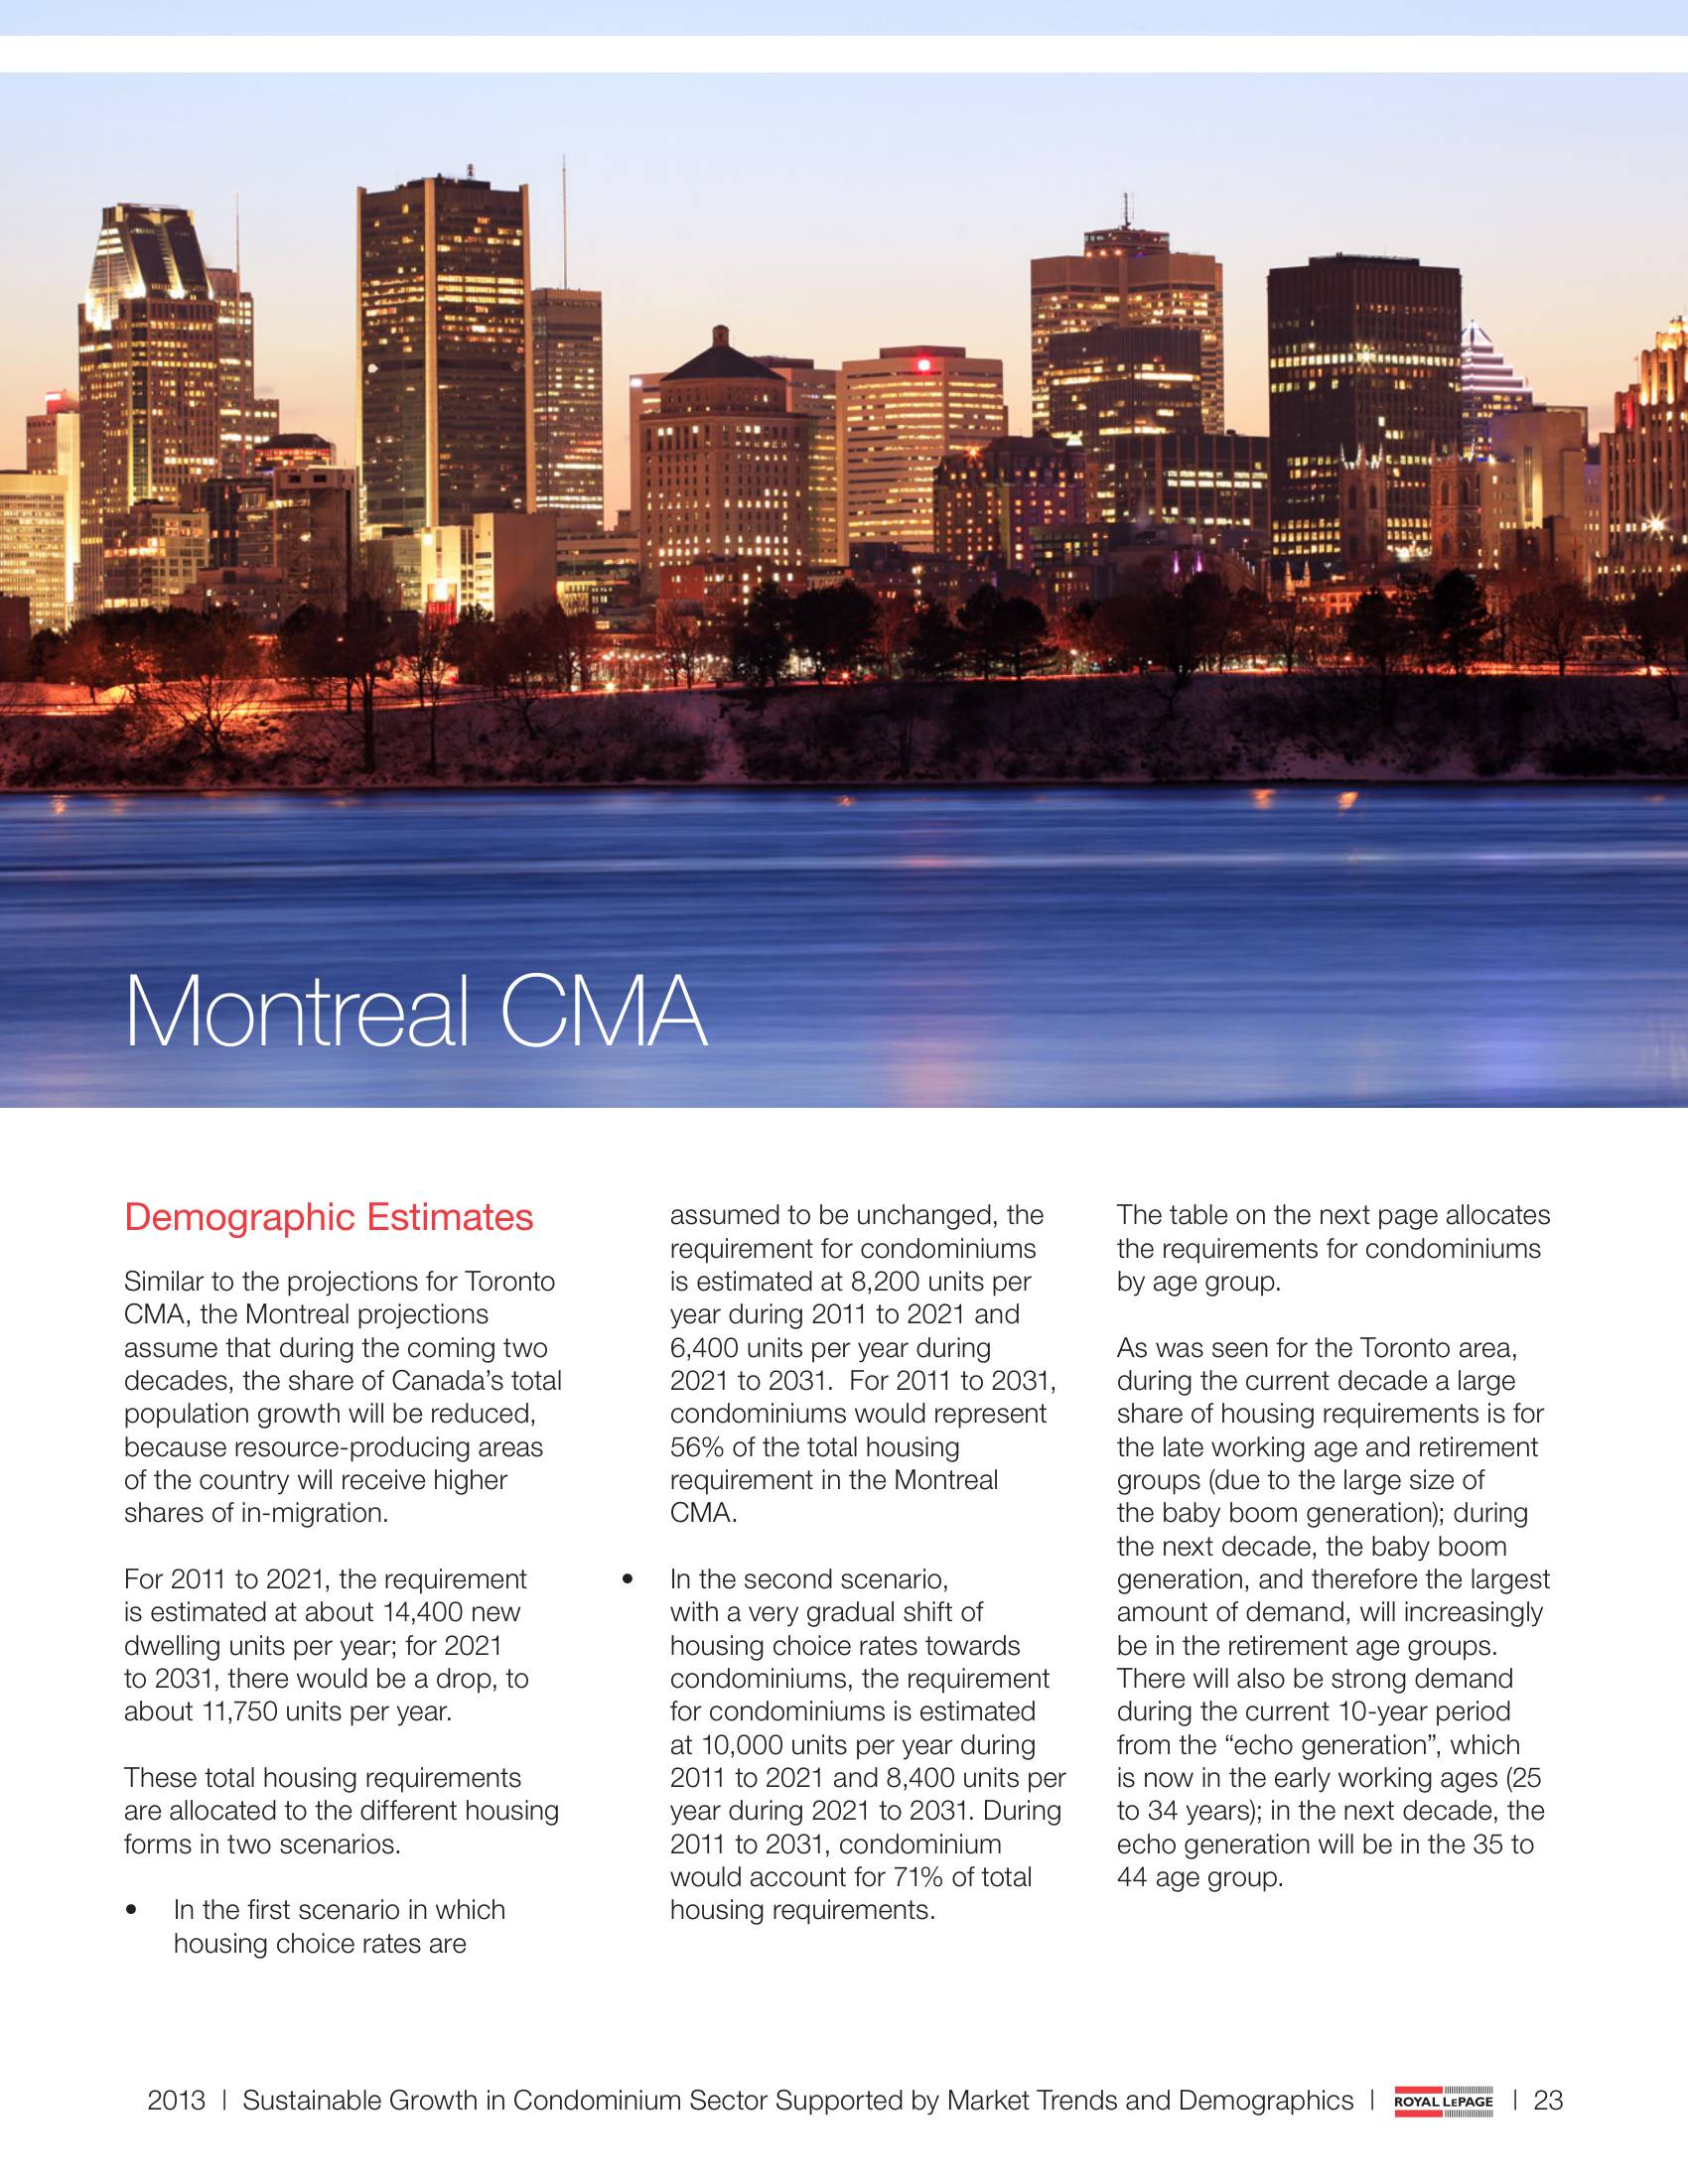 Montreal CMA
Demographic Estimates
Similar to the projections for Toronto
CMA, the Montreal projections
assume that during the coming two
decades, the share of Canada’s total
population growth will be reduced,
because resource-producing areas
of the country will receive higher
shares of in-migration.
For 2011 to 2021, the requirement
is estimated at about 14,400 new
dwelling units per year; for 2021
to 2031, there would be a drop, to
about 11,750 units per year.
These total housing requirements
are allocated to the different housing
forms in two scenarios.
• In the first scenario in which
housing choice rates are
assumed to be unchanged, the
requirement for condominiums
is estimated at 8,200 units per
year during 2011 to 2021 and
6,400 units per year during
2021 to 2031.  For 2011 to 2031,
condominiums would represent
56% of the total housing
requirement in the Montreal
CMA.
• In the second scenario,
with a very gradual shift of
housing choice rates towards
condominiums, the requirement
for condominiums is estimated
at 10,000 units per year during
2011 to 2021 and 8,400 units per
year during 2021 to 2031. During
2011 to 2031, condominium
would account for 71% of total
housing requirements.
The table on the next page allocates
the requirements for condominiums
by age group.
As was seen for the Toronto area,
during the current decade a large
share of housing requirements is for
the late working age and retirement
groups (due to the large size of
the baby boom generation); during
the next decade, the baby boom
generation, and therefore the largest
amount of demand, will increasingly
be in the retirement age groups.
There will also be strong demand
during the current 10-year period
from the “echo generation”, which
is now in the early working ages (25
to 34 years); in the next decade, the
echo generation will be in the 35 to
44 age group.
2013 | Sustainable Growth in Condominium Sector Supported by Market Trends and Demographics | ROYAL LEPAGE | 23